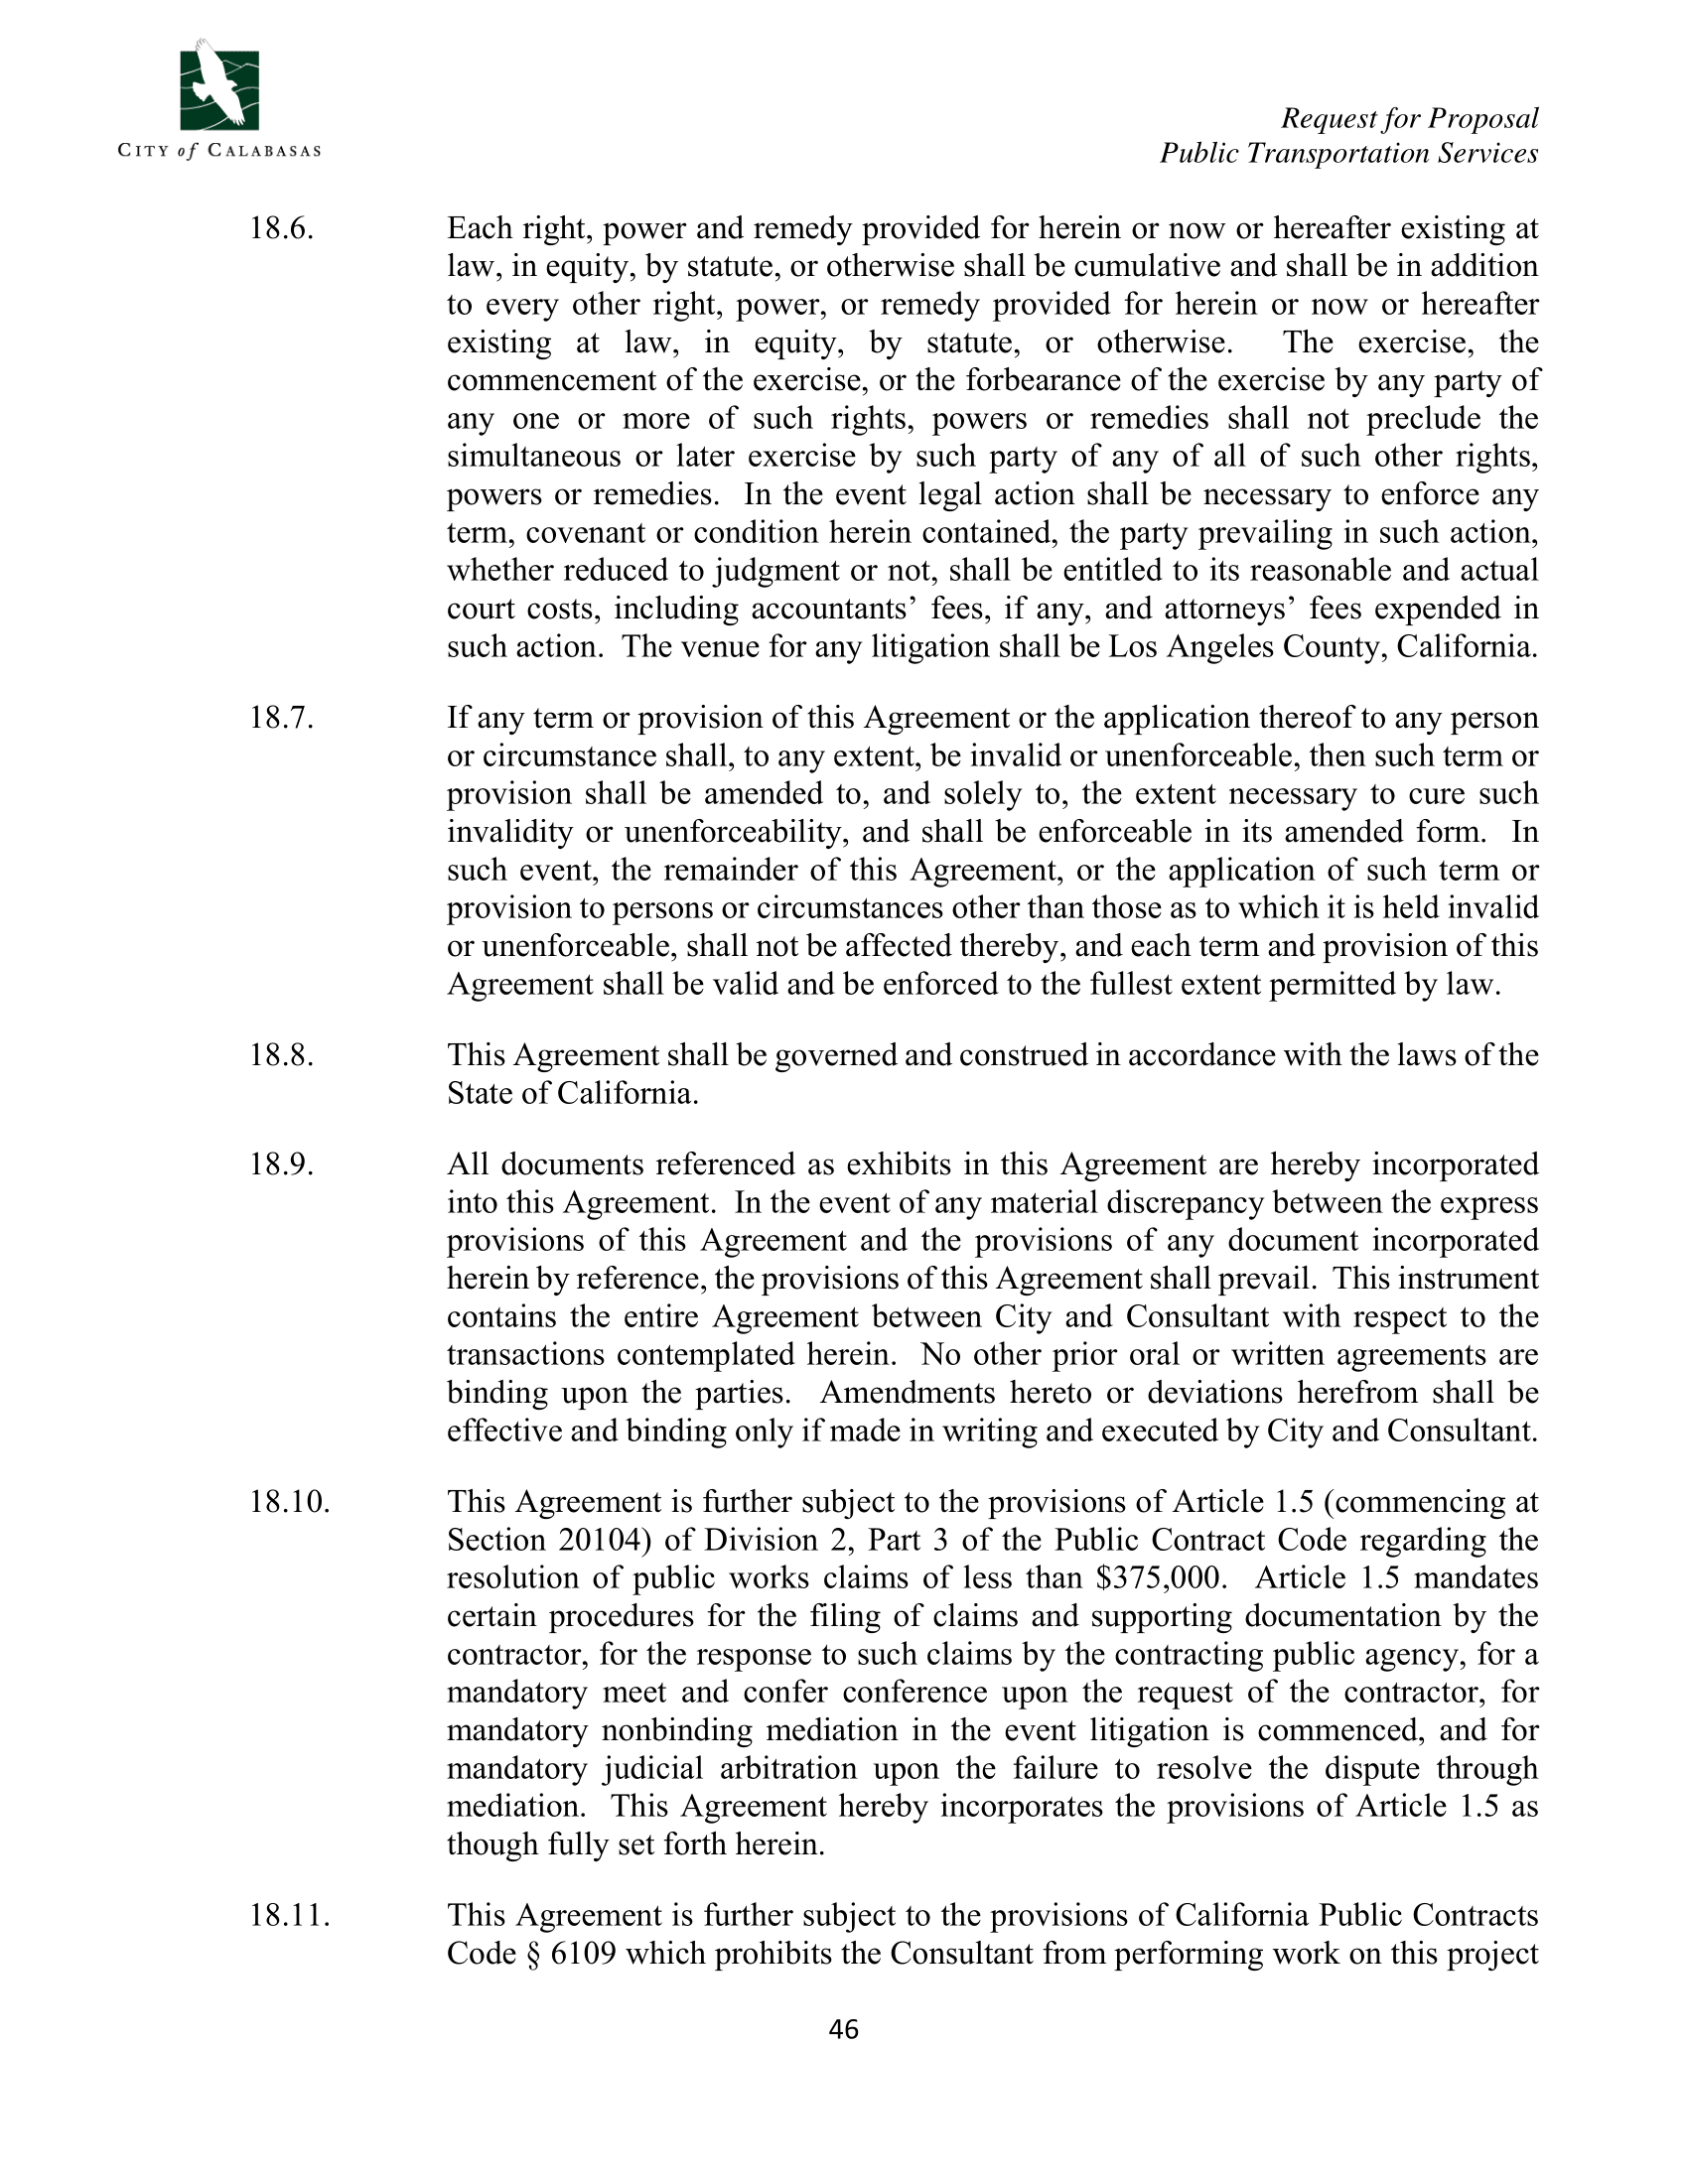 CITY of CALABASAS
Request for Proposal
Public Transportation Services
18.6. Each right, power and remedy provided for herein or now or hereafter existing at
law, in equity, by statute, or otherwise shall be cumulative and shall be in addition
to every other right, power, or remedy provided for herein or now or hereafter
existing at law, in equity, by statute, or otherwise. The exercise, the
commencement of the exercise, or the forbearance of the exercise by any party of
any one or more of such rights, powers or remedies shall not preclude the
simultaneous or later exercise by such party of any of all of such other rights,
powers or remedies. In the event legal action shall be necessary to enforce any
term, covenant or condition herein contained, the party prevailing in such action,
whether reduced to judgment or not, shall be entitled to its reasonable and actual
court costs, including accountants’ fees, if any, and attorneys’ fees expended in
such action. The venue for any litigation shall be Los Angeles County, California.
18.7. If any term or provision of this Agreement or the application thereof to any person
or circumstance shall, to any extent, be invalid or unenforceable, then such term or
provision shall be amended to, and solely to, the extent necessary to cure such
invalidity or unenforceability, and shall be enforceable in its amended form. In
such event, the remainder of this Agreement, or the application of such term or
provision to persons or circumstances other than those as to which it is held invalid
or unenforceable, shall not be affected thereby, and each term and provision of this
Agreement shall be valid and be enforced to the fullest extent permitted by law.
18.8. This Agreement shall be governed and construed in accordance with the laws of the
State of California.
18.9. All documents referenced as exhibits in this Agreement are hereby incorporated
into this Agreement. In the event of any material discrepancy between the express
provisions of this Agreement and the provisions of any document incorporated
herein by reference, the provisions of this Agreement shall prevail. This instrument
contains the entire Agreement between City and Consultant with respect to the
transactions contemplated herein. No other prior oral or written agreements are
binding upon the parties. Amendments hereto or deviations herefrom shall be
effective and binding only if made in writing and executed by City and Consultant.
18.10. This Agreement is further subject to the provisions of Article 1.5 (commencing at
Section 20104) of Division 2, Part 3 of the Public Contract Code regarding the
resolution of public works claims of less than $375,000. Article 1.5 mandates
certain procedures for the filing of claims and supporting documentation by the
contractor, for the response to such claims by the contracting public agency, for a
mandatory meet and confer conference upon the request of the contractor, for
mandatory nonbinding mediation in the event litigation is commenced, and for
mandatory judicial arbitration upon the failure to resolve the dispute through
mediation. This Agreement hereby incorporates the provisions of Article 1.5 as
though fully set forth herein.
18.11. This Agreement is further subject to the provisions of California Public Contracts
Code § 6109 which prohibits the Consultant from performing work on this project
46